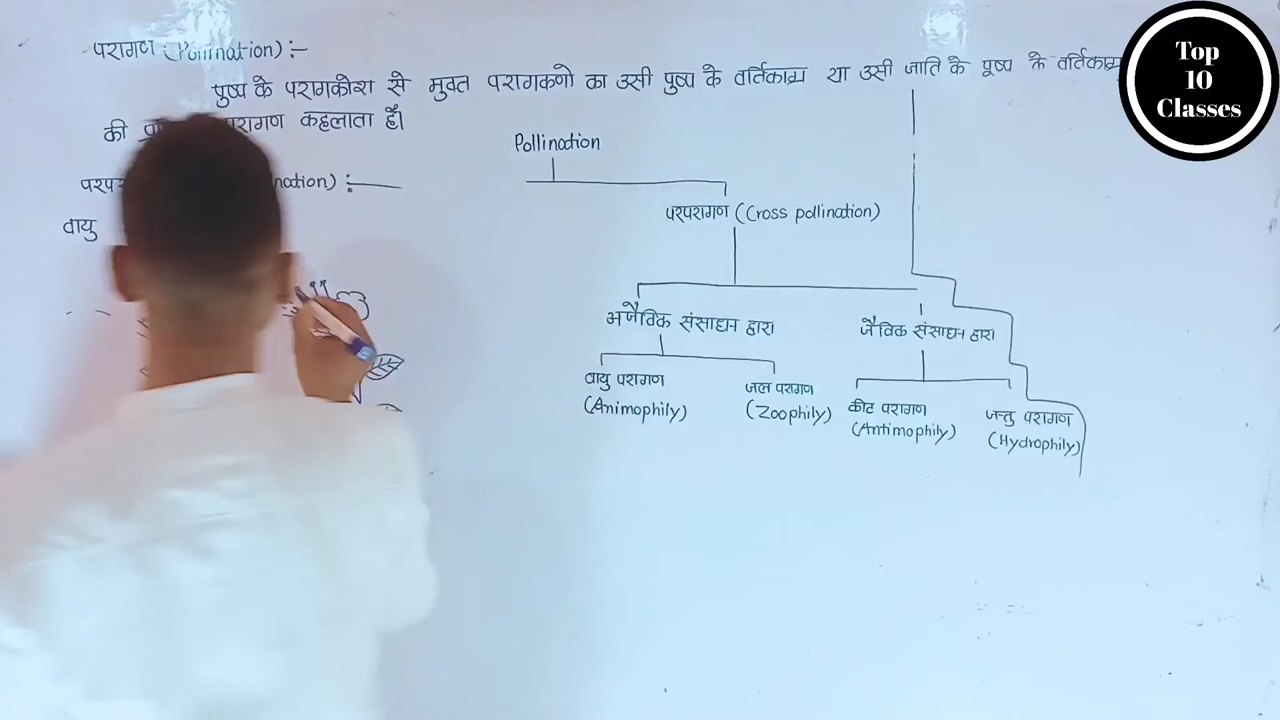 परागण (Pollination) :-
पुष्प के परागकोश से मुक्त परागकणो का उसी पुष्प के वर्तिकाग्र या उसी जाति के पुष्प के वर्तिकाग्र
की परागण कहलाता है।
Pollination
nation) :-
परपरागण (Cross pollination)
वायु
अजैविक संसाधन द्वारा
जैविक संसाधन द्वारा
वायु परागण
(Animophily)
जल परागण
(Zoophily)
कीट परागण
(Antimophily)
जन्तु परागण
(Hydrophily)
Top
10
Classes